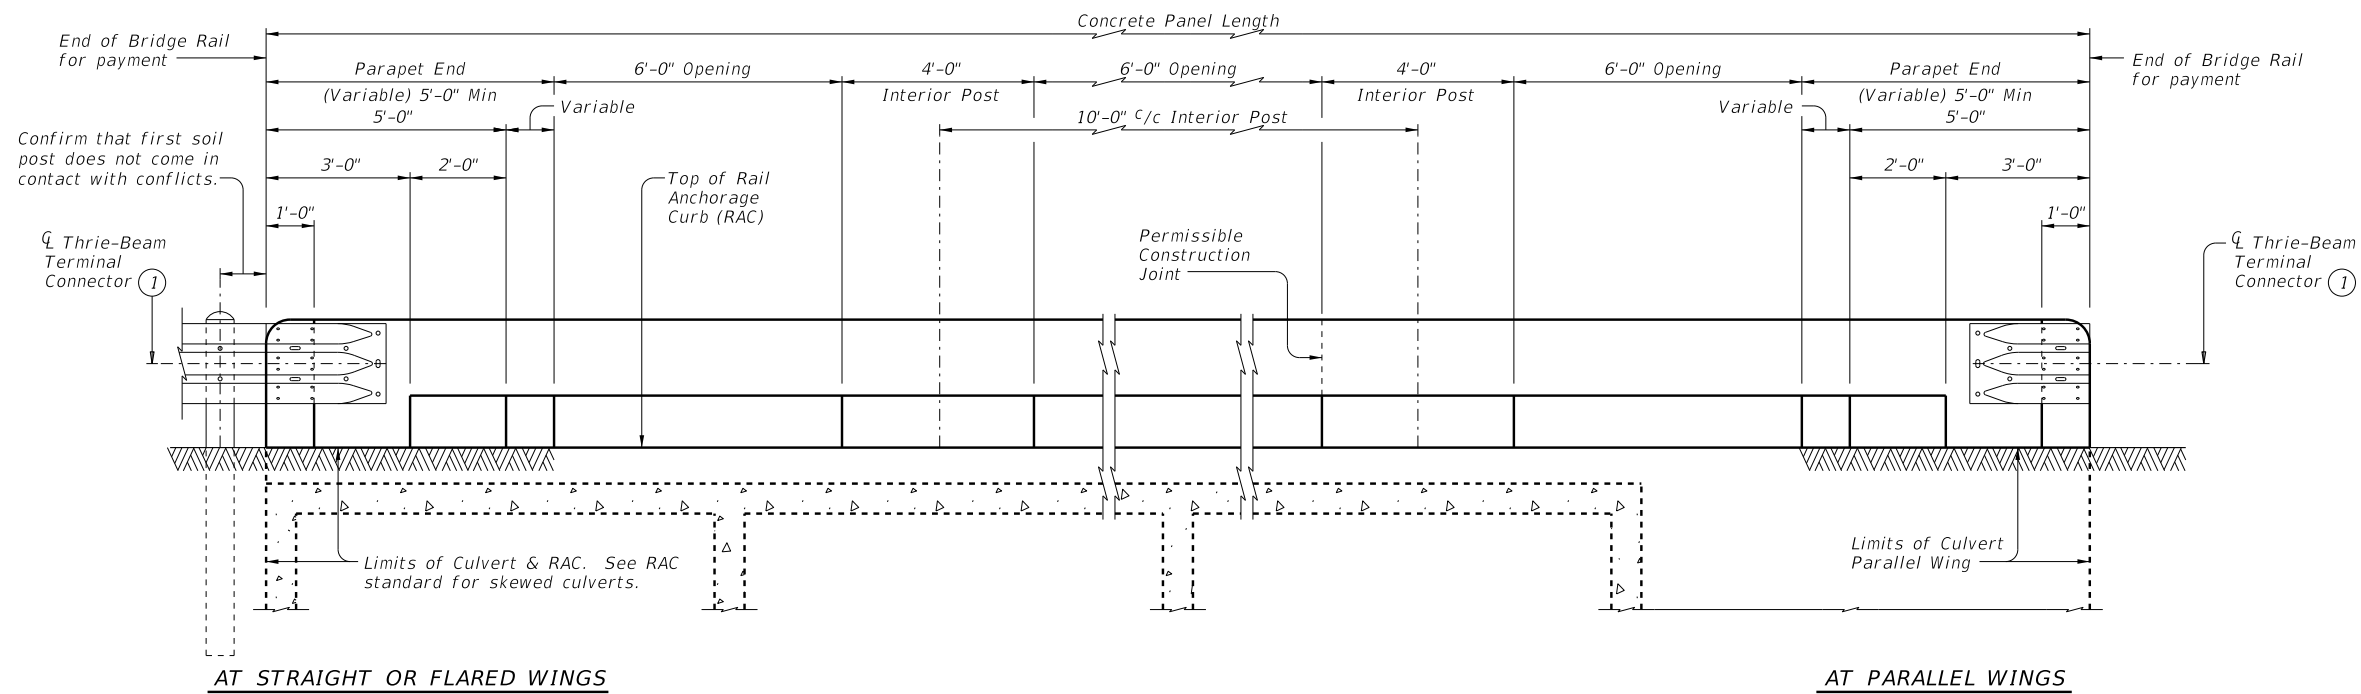 Concrete Panel Length
End of Bridge Rail
for payment
End of Bridge Rail
for payment
Parapet End
(Variable) 5'-0" Min
6'-0" Opening
4'-0"
Interior Post
6'-0" Opening
4'-0"
Interior Post
6'-0" Opening
Parapet End
(Variable) 5'-0" Min
5'-0"
Variable
10'-0" C/c Interior Post
Variable
5'-0"
Confirm that first soil
post does not come in
contact with conflicts.
3'-0"
2'-0"
Top of Rail
Anchorage
Curb (RAC)
2'-0"
3'-0"
1'-0"
1'-0"
℄ Thrie-Beam
Terminal
Connector 1
Permissible
Construction
Joint
℄ Thrie-Beam
Terminal
Connector 1
Limits of Culvert & RAC. See RAC
standard for skewed culverts.
Limits of Culvert
Parallel Wing
AT STRAIGHT OR FLARED WINGS
AT PARALLEL WINGS